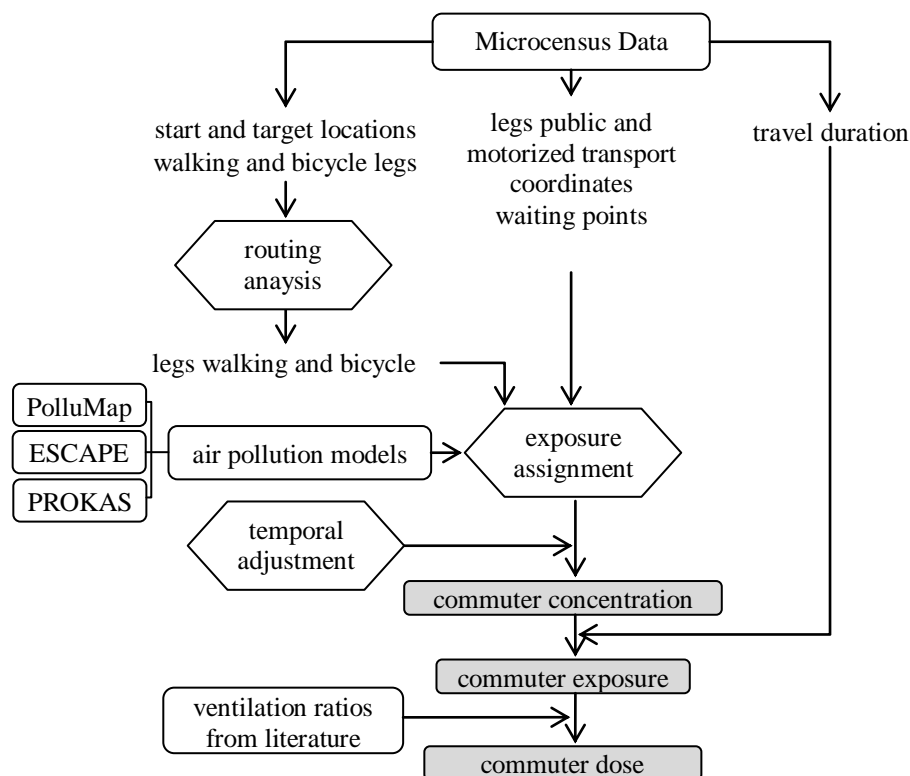 Microcensus Data
start and target locations
walking and bicycle legs
legs public and
motorized transport
coordinates
waiting points
travel duration
routing
anaysis
legs walking and bicycle
PolluMap
ESCAPE
PROKAS
air pollution models
exposure
assignment
temporal
adjustment
commuter concentration
commuter exposure
ventilation ratios
from literature
commuter dose